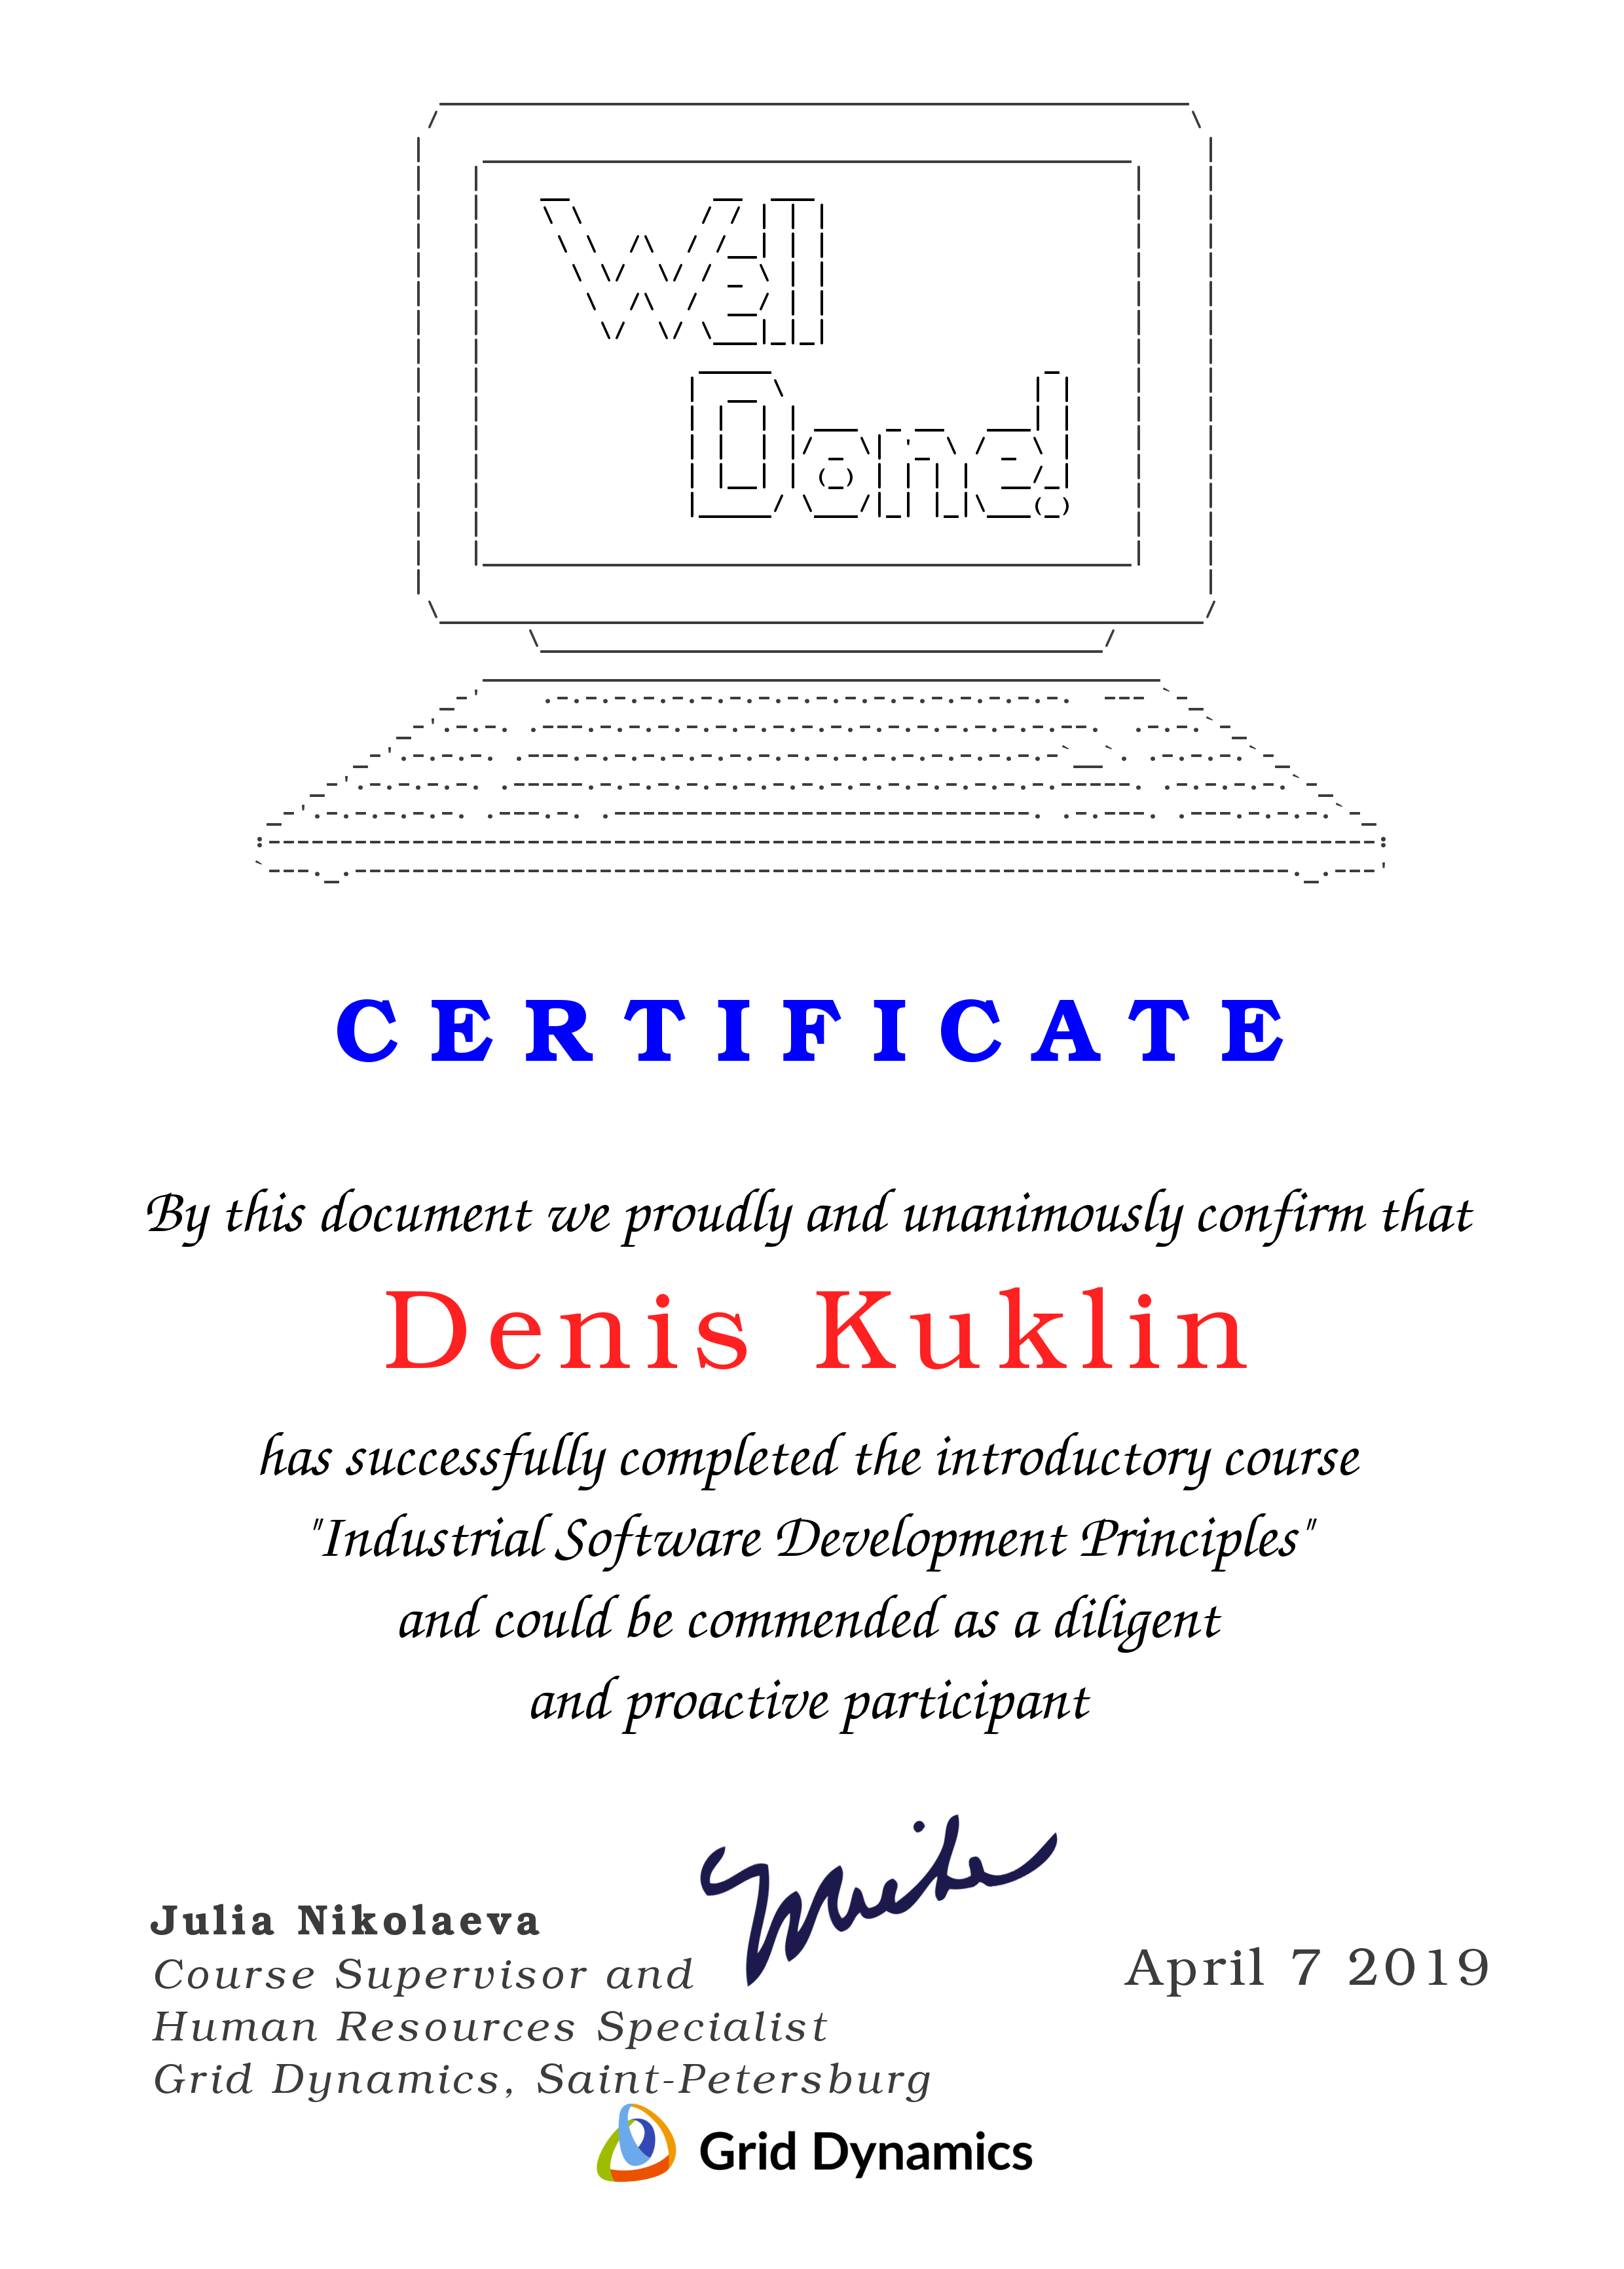 Well
Done!
CERTIFICATE
By this document we proudly and unanimously confirm that
Denis Kuklin
has successfully completed the introductory course
"Industrial Software Development Principles"
and could be commended as a diligent
and proactive participant
Julia Nikolaeva
Course Supervisor and
Human Resources Specialist
Grid Dynamics, Saint-Petersburg
April 7 2019
Grid Dynamics